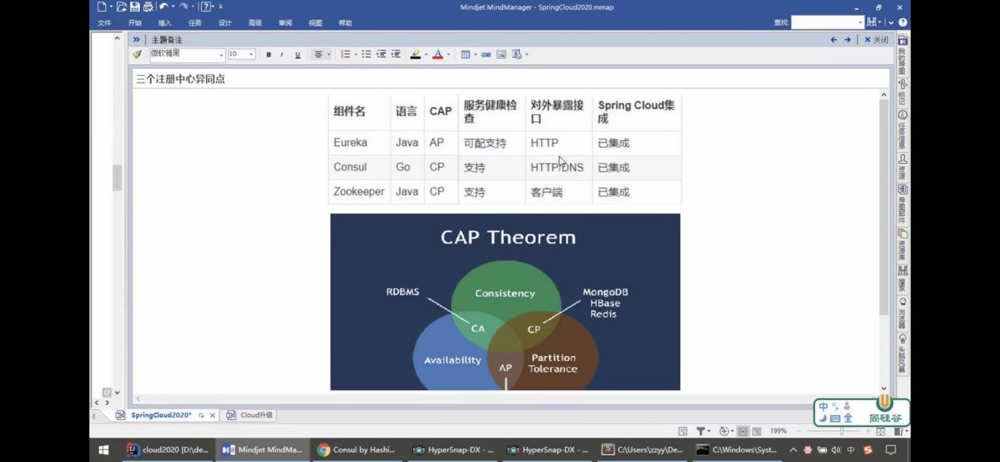 Mindjet MindManager - SpringCloud2020.mmap
文件 开始 插入 任务 设计 高级 审阅 视图 帮助 查找:
主题备注 关闭
微软雅黑 10 B I U
三个注册中心异同点
组件名 语言 CAP 服务健康检查 对外暴露接口 Spring Cloud集成
Eureka Java AP 可配支持 HTTP 已集成
Consul Go CP 支持 HTTP/DNS 已集成
Zookeeper Java CP 支持 客户端 已集成
CAP Theorem
RDBMS
Consistency
MongoDB
HBase
Redis
CA
CP
Availability
AP
Partition
Tolerance
我的导图
标记
任务信息
资源
导图部件
资源库
搜索
浏览器
头脑风暴
SpringCloud2020* Cloud升级
中
全
尚硅谷
199%
cloud2020 [D:\de... Mindjet MindMa... Consul by Hashi... HyperSnap-DX - ... HyperSnap-DX - ... C:\Users\zzyy\De... C:\Windows\Syst... 中